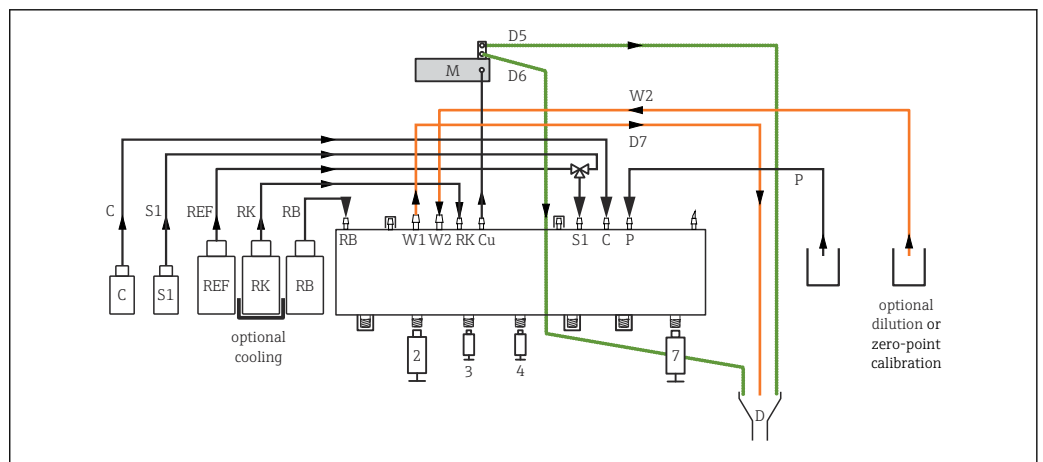 D5
M
D6
W2
D7
P
C
S1
REF
RK
RB
RB
W1
W2
RK
Cu
S1
C
P
C
S1
REF
RK
RB
optional
cooling
optional
dilution or
zero-point
calibration
2
3
4
7
D